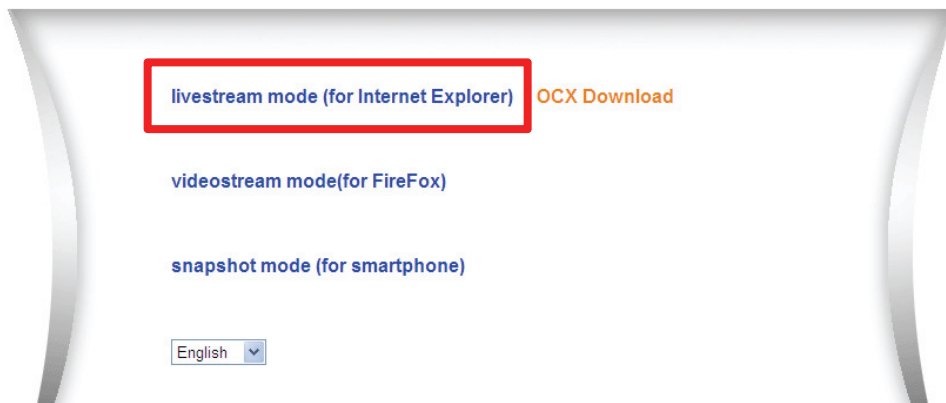 livestream mode (for Internet Explorer) OCX Download
videostream mode(for FireFox)
snapshot mode (for smartphone)
English